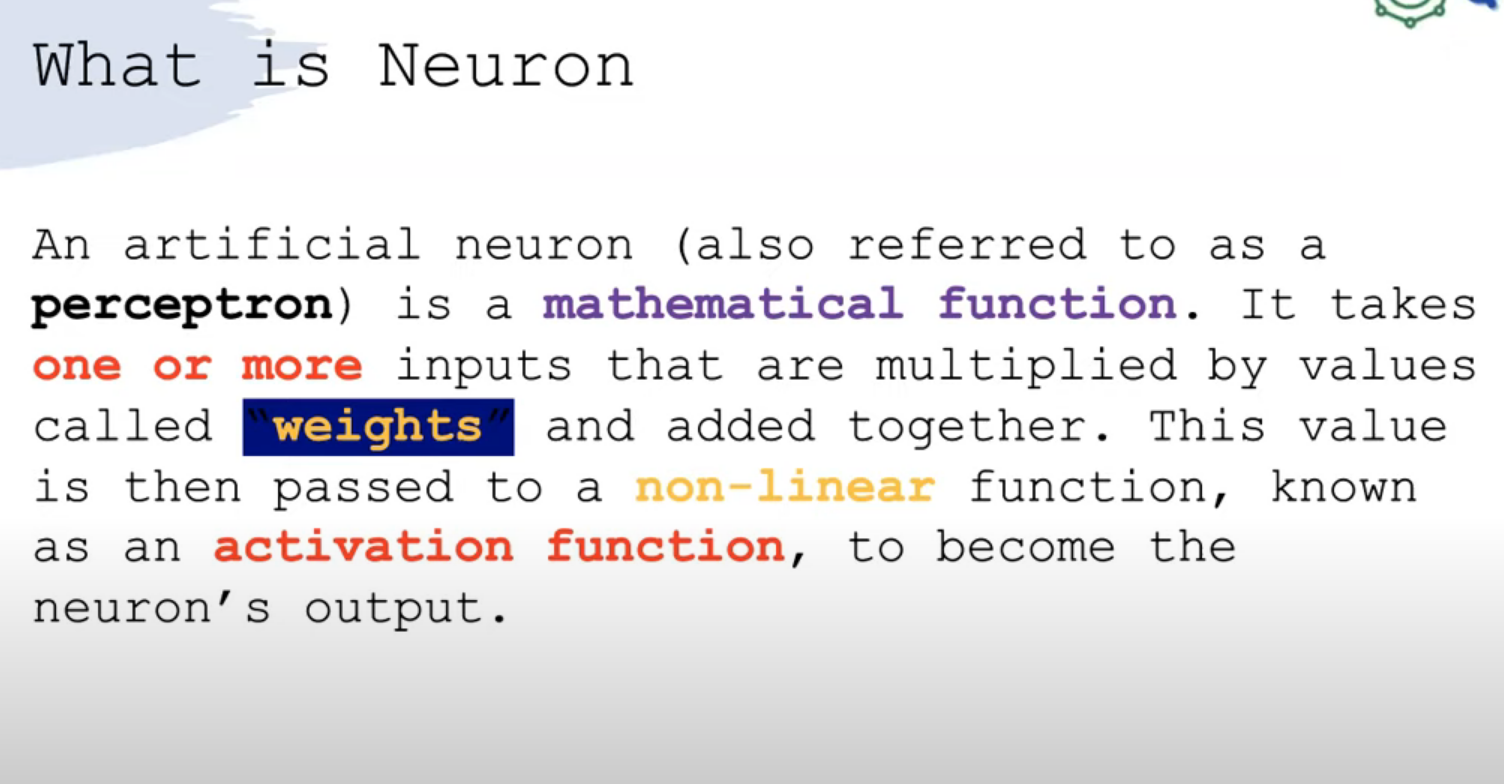 What is Neuron
An artificial neuron (also referred to as a
perceptron) is a mathematical function. It takes
one or more inputs that are multiplied by values
called “weights” and added together. This value
is then passed to a non-linear function, known
as an activation function, to become the
neuron’s output.